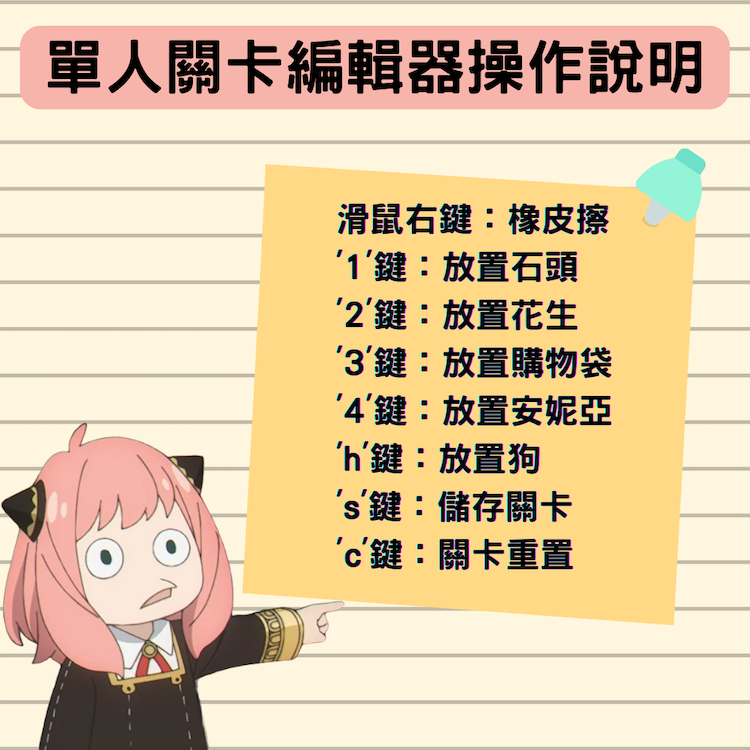 單人關卡編輯器操作說明
滑鼠右鍵：橡皮擦
'1'鍵：放置石頭
'2'鍵：放置花生
'3'鍵：放置購物袋
'4'鍵：放置安妮亞
'h'鍵：放置狗
's'鍵：儲存關卡
'c'鍵：關卡重置